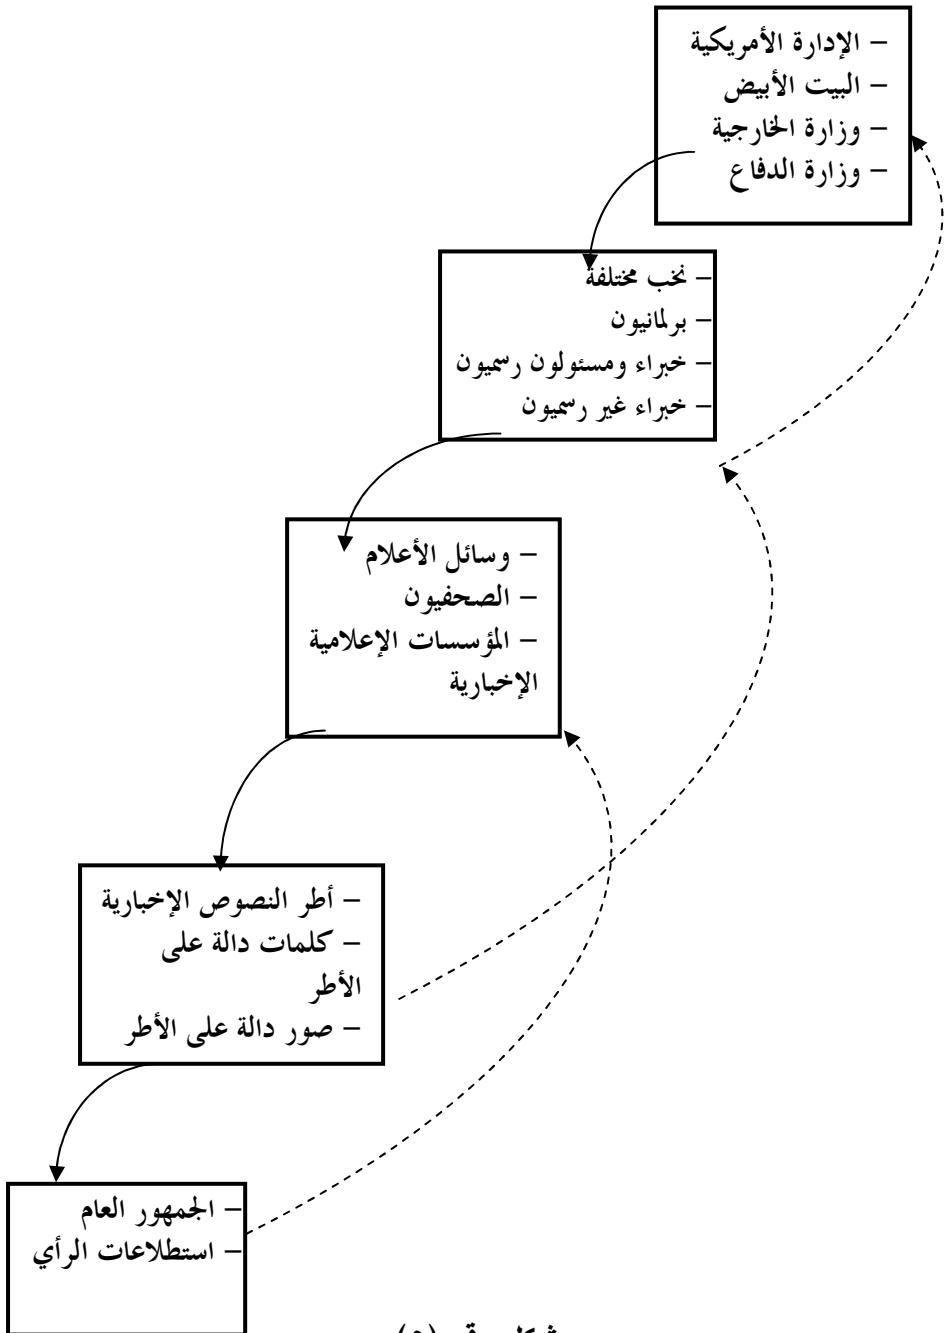 – الإدارة الأمريكية
– البيت الأبيض
– وزارة الخارجية
– وزارة الدفاع
– نخب مختلفة
– برلمانيون
– خبراء ومسئولون رسميون
– خبراء غير رسميون
– وسائل الأعلام
– الصحفيون
– المؤسسات الإعلامية
الإخبارية
– أطر النصوص الإخبارية
– كلمات دالة على
الأطر
– صور دالة على الأطر
– الجمهور العام
– استطلاعات الرأي